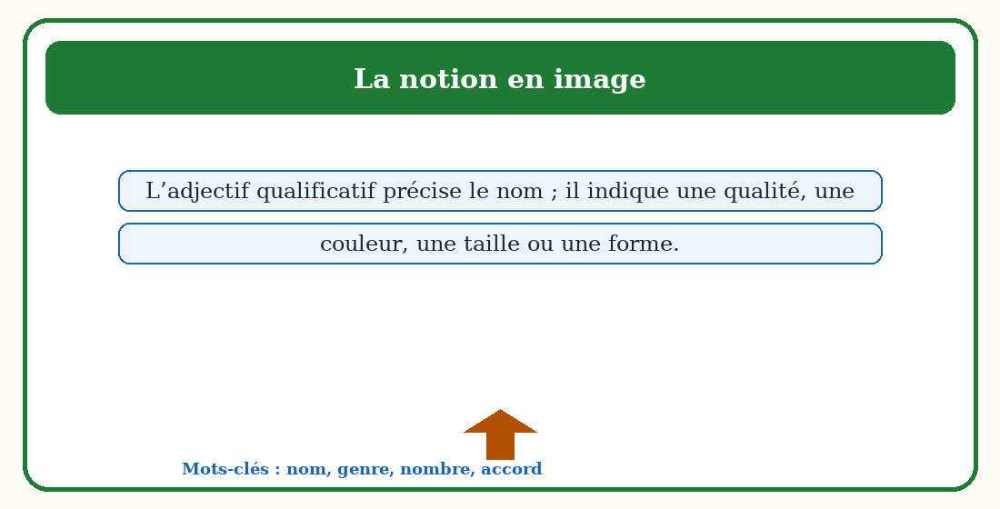 La notion en image
L’adjectif qualificatif précise le nom ; il indique une qualité, une
couleur, une taille ou une forme.
Mots-clés : nom, genre, nombre, accord